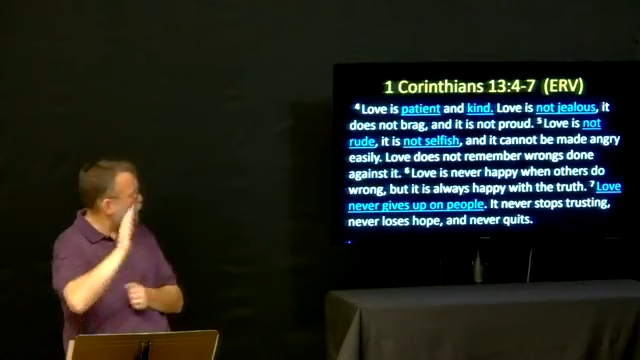 1 Corinthians 13:4-7 (ERV)
4 Love is patient and kind. Love is not jealous, it
does not brag, and it is not proud. 5 Love is not
rude, it is not selfish, and it cannot be made angry
easily. Love does not remember wrongs done
against it. 6 Love is never happy when others do
wrong, but it is always happy with the truth. 7 Love
never gives up on people. It never stops trusting,
never loses hope, and never quits.